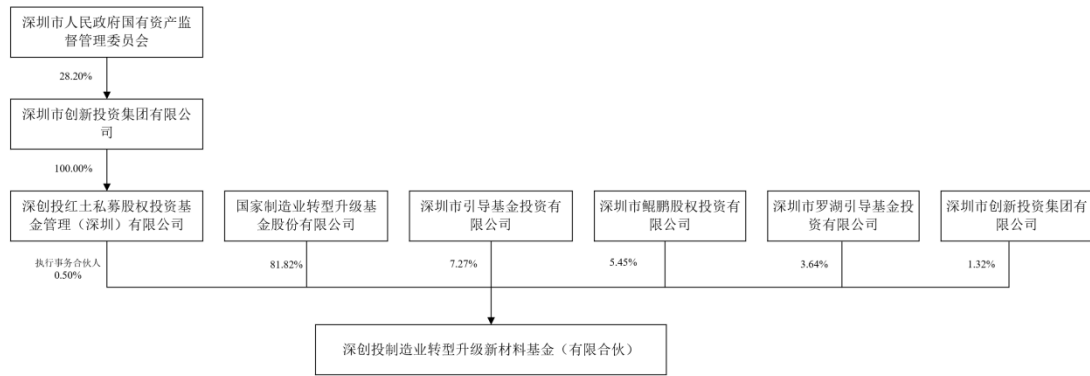 深圳市人民政府国有资产监
督管理委员会
28.20%
深圳市创新投资集团有限公
司
100.00%
深创投红土私募股权投资基
金管理（深圳）有限公司
国家制造业转型升级基
金股份有限公司
深圳市引导基金投资有
限公司
深圳市鲲鹏股权投资有
限公司
深圳市罗湖引导基金投
资有限公司
深圳市创新投资集团有
限公司
执行事务合伙人
0.50%
81.82%
7.27%
5.45%
3.64%
1.32%
深创投制造业转型升级新材料基金（有限合伙）